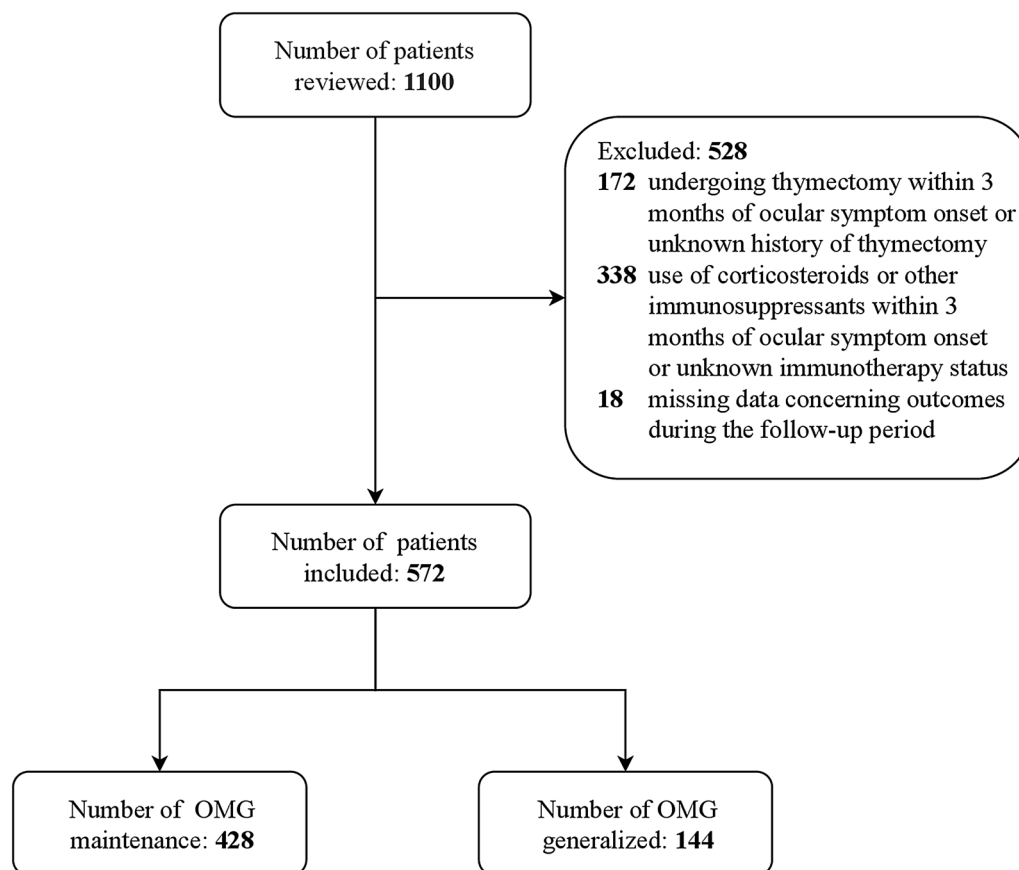 Number of patients
reviewed: 1100
Excluded: 528
172 undergoing thymectomy within 3
months of ocular symptom onset or
unknown history of thymectomy
338 use of corticosteroids or other
immunosuppressants within 3
months of ocular symptom onset
or unknown immunotherapy status
18 missing data concerning outcomes
during the follow-up period
Number of patients
included: 572
Number of OMG
maintenance: 428
Number of OMG
generalized: 144